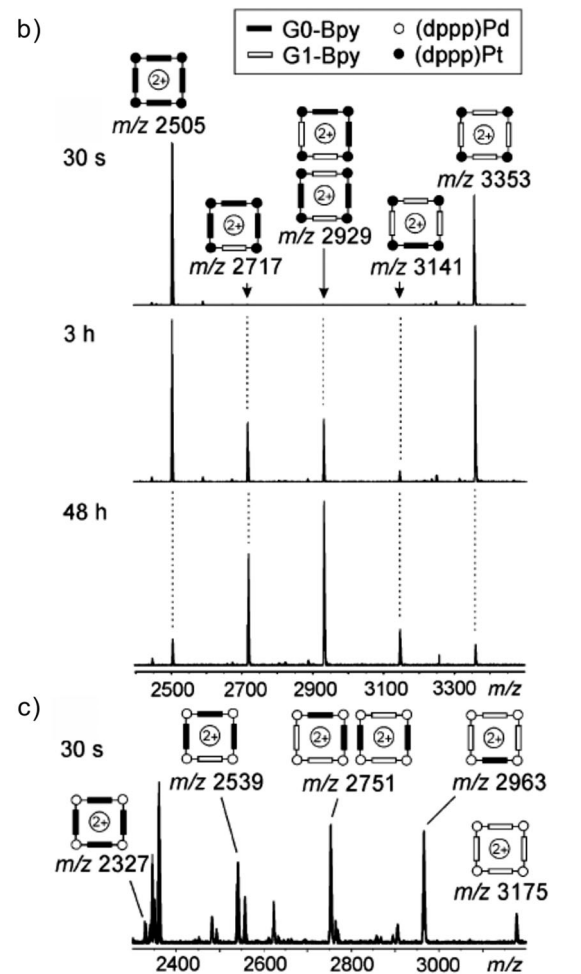 b)
G0-Bpy
(dppp)Pd
G1-Bpy
(dppp)Pt
2+
m/z 2505
30 s
2+
2+
m/z 2929
2+
m/z 3353
2+
m/z 2717
2+
m/z 3141
3 h
48 h
2500 2700 2900 3100 3300 m/z
c)
30 s
2+
m/z 2539
2+ 2+
m/z 2751
2+
m/z 2963
2+
m/z 2327
2+
m/z 3175
2400 2600 2800 3000 m/z